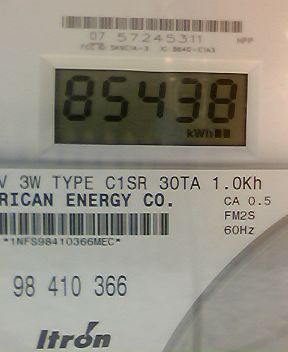 07 57245311
85438
kWh
V 3W TYPE C1SR 30TA 1.0Kh
RICAN ENERGY CO.
CA 0.5
FM2S
60Hz
*1NFS98410366MEC*
98 410 366
Itron